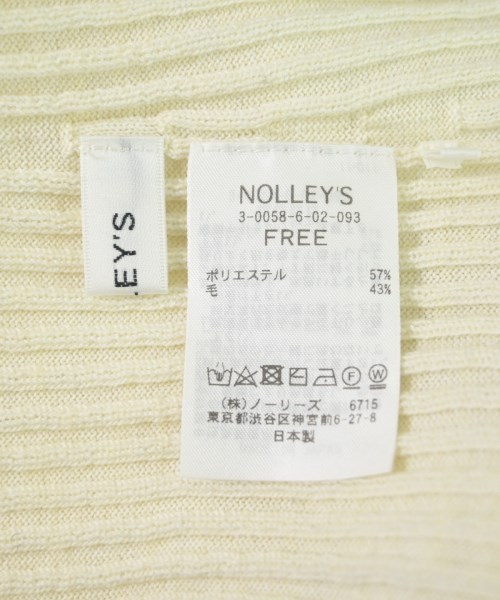 LEY'S
NOLLEY'S
3-0058-6-02-093
FREE
ポリエステル 57%
毛 43%
F W
(株)ノーリーズ 6715
東京都渋谷区神宮前6-27-8
日本製